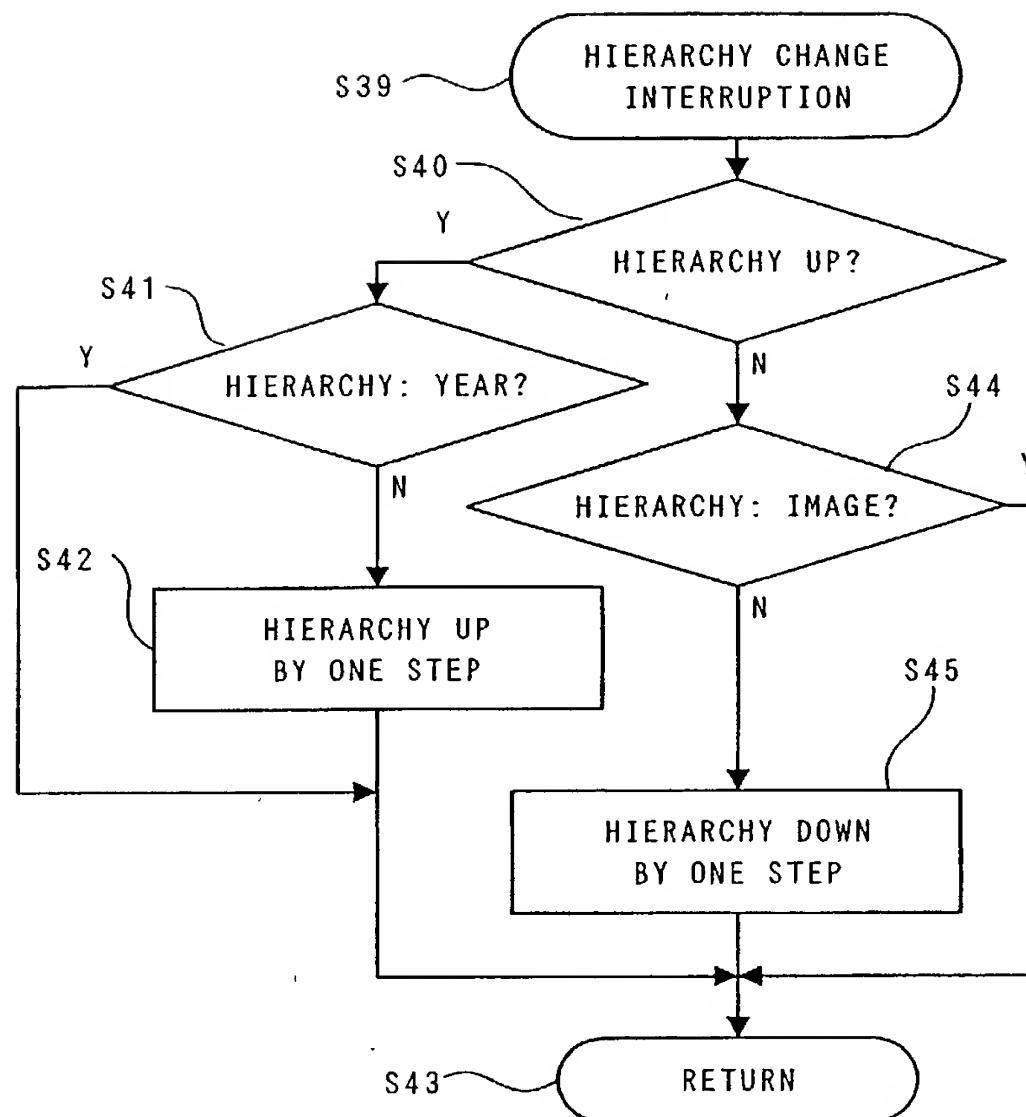 HIERARCHY CHANGE
INTERRUPTION
S39
S40
Y
HIERARCHY UP?
S41
Y
HIERARCHY: YEAR?
N
S44
N
HIERARCHY: IMAGE?
Y
S42
N
HIERARCHY UP
BY ONE STEP
S45
HIERARCHY DOWN
BY ONE STEP
S43
RETURN